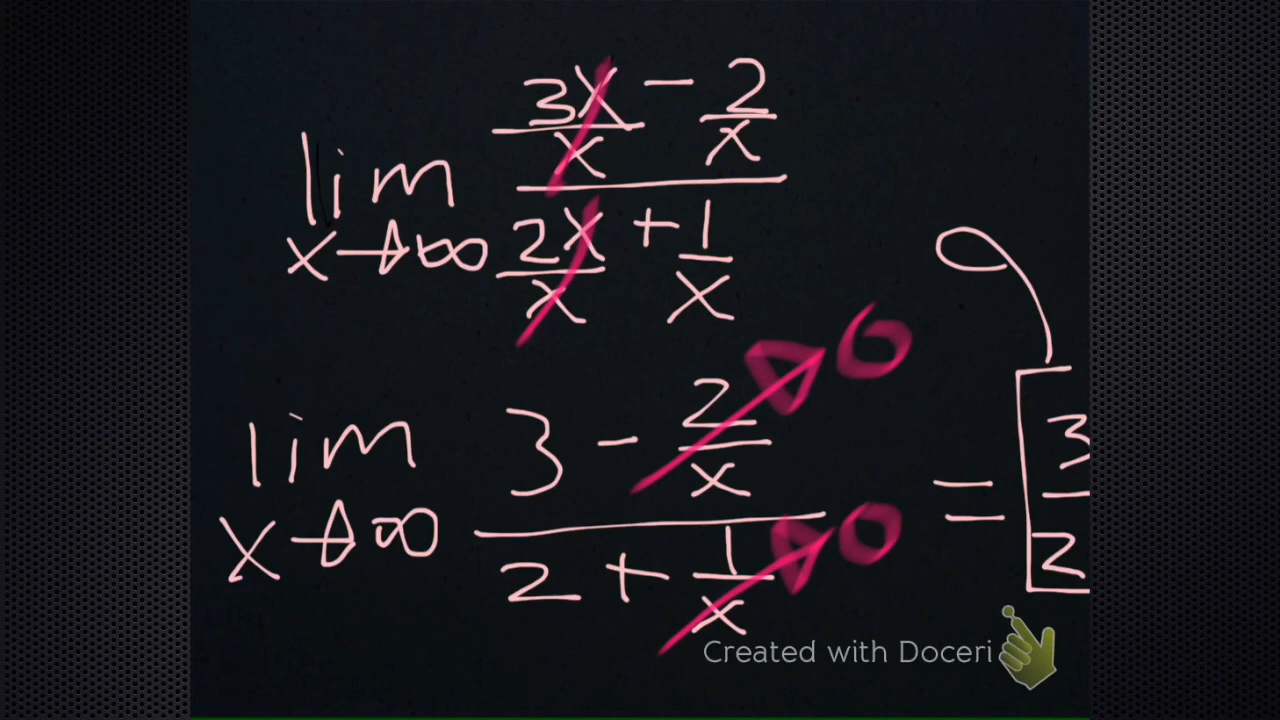 3x/x - 2/x
lim
x→∞
2x/x + 1/x
3 - 2/x → 0
lim
x→∞
2 + 1/x → 0
= [3/2
Created with Doceri